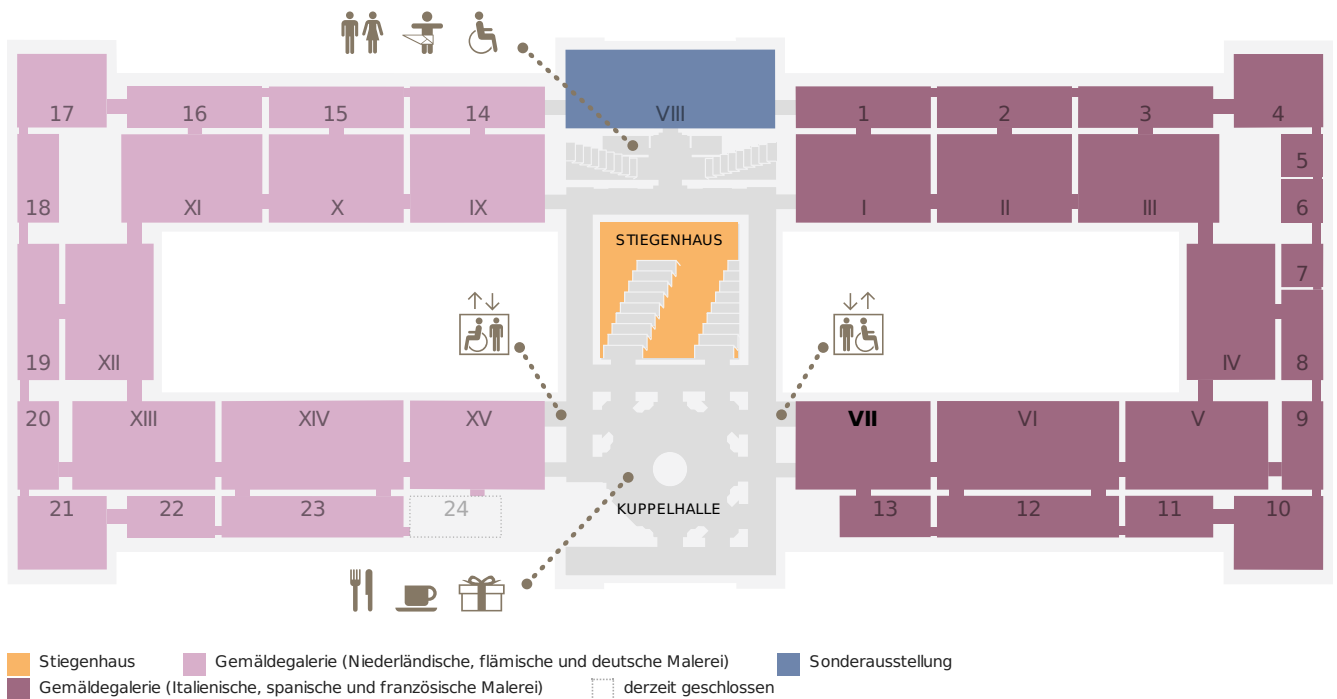 17
16
15
14
VIII
1
2
3
4
5
18
XI
X
IX
I
II
III
6
STIEGENHAUS
7
19
XII
IV
8
20
XIII
XIV
XV
VII
VI
V
9
21
22
23
24
KUPPELHALLE
13
12
11
10
Stiegenhaus
Gemäldegalerie (Niederländische, flämische und deutsche Malerei)
Sonderausstellung
Gemäldegalerie (Italienische, spanische und französische Malerei)
derzeit geschlossen